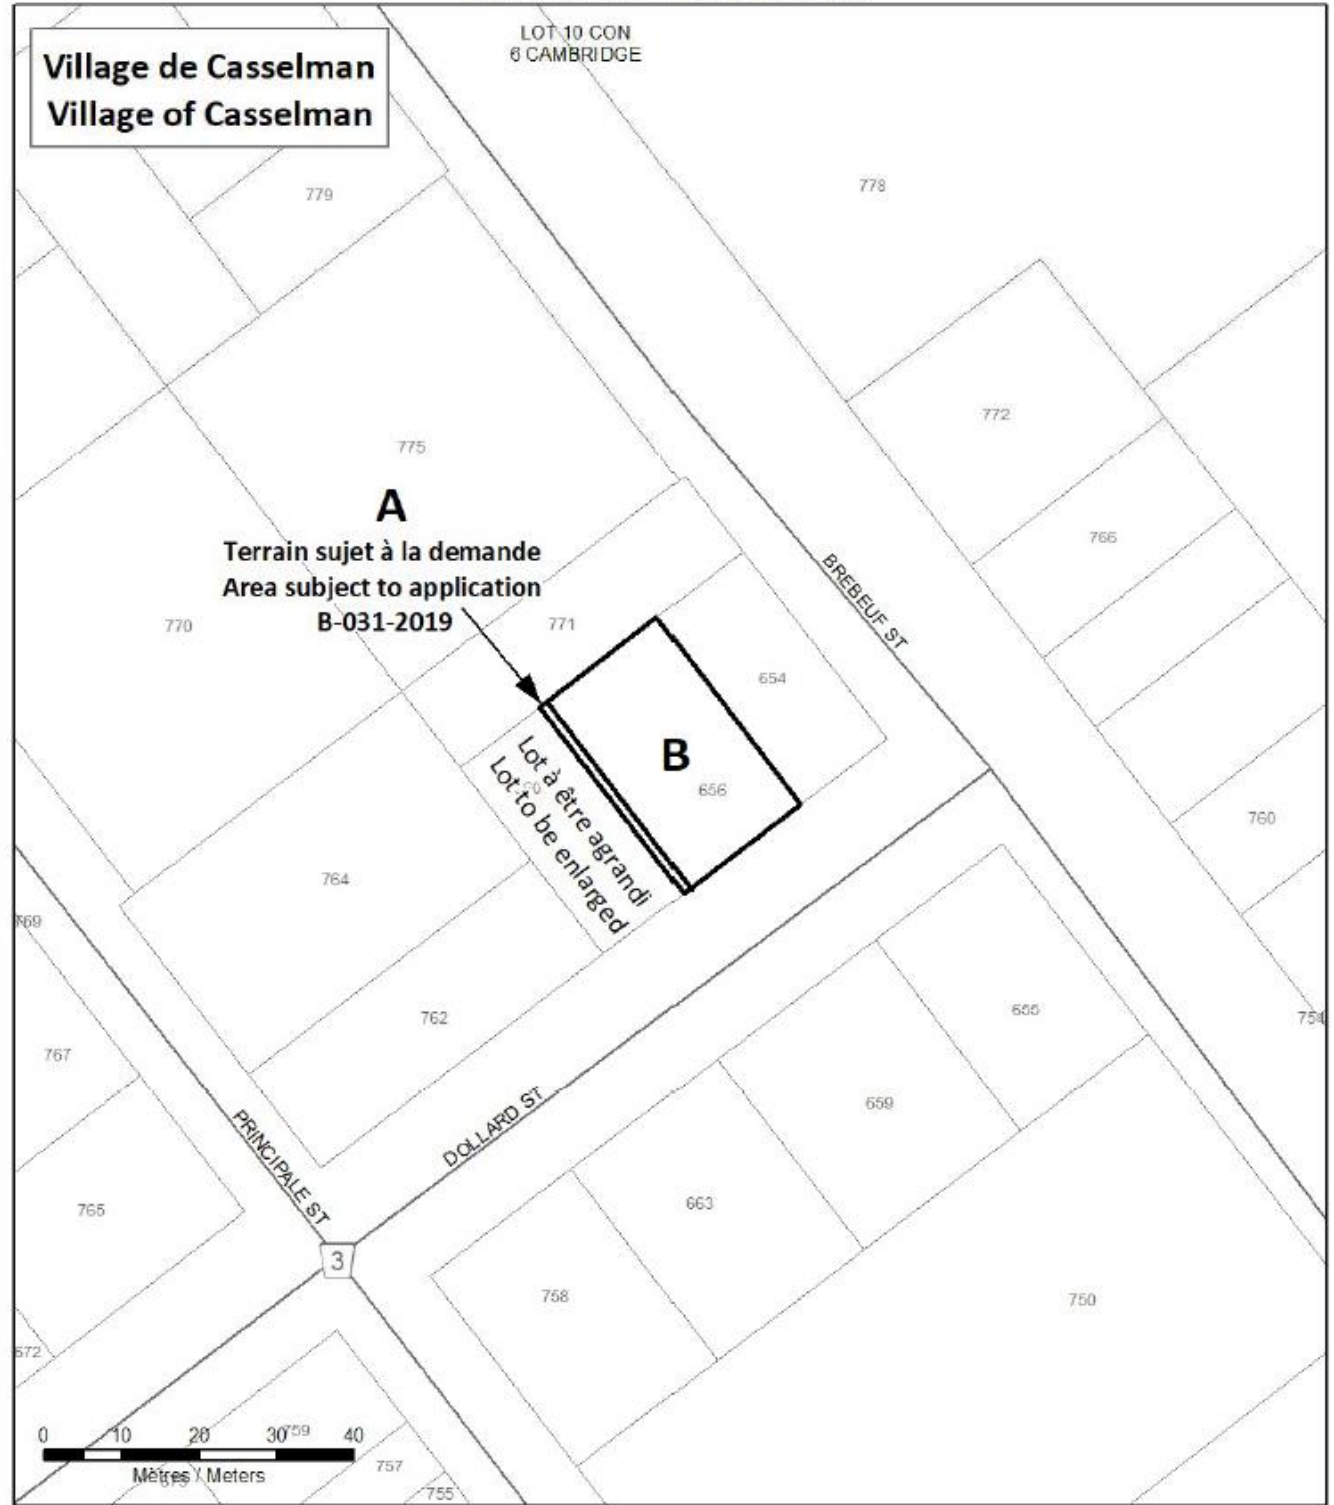 LOT 10 CON
6 CAMBRIDGE
Village de Casselman
Village of Casselman
779
778
772
775
A
Terrain sujet à la demande
Area subject to application
B-031-2019
766
BREBEUF ST
770
771
654
B
656
Lot à être agrandi
Lot to be enlarged
760
764
769
762
655
754
767
659
PRINCIPALE ST
DOLLARD ST
765
663
3
758
750
572
0 10 20 30 40
759
Mètres / Meters
757
755